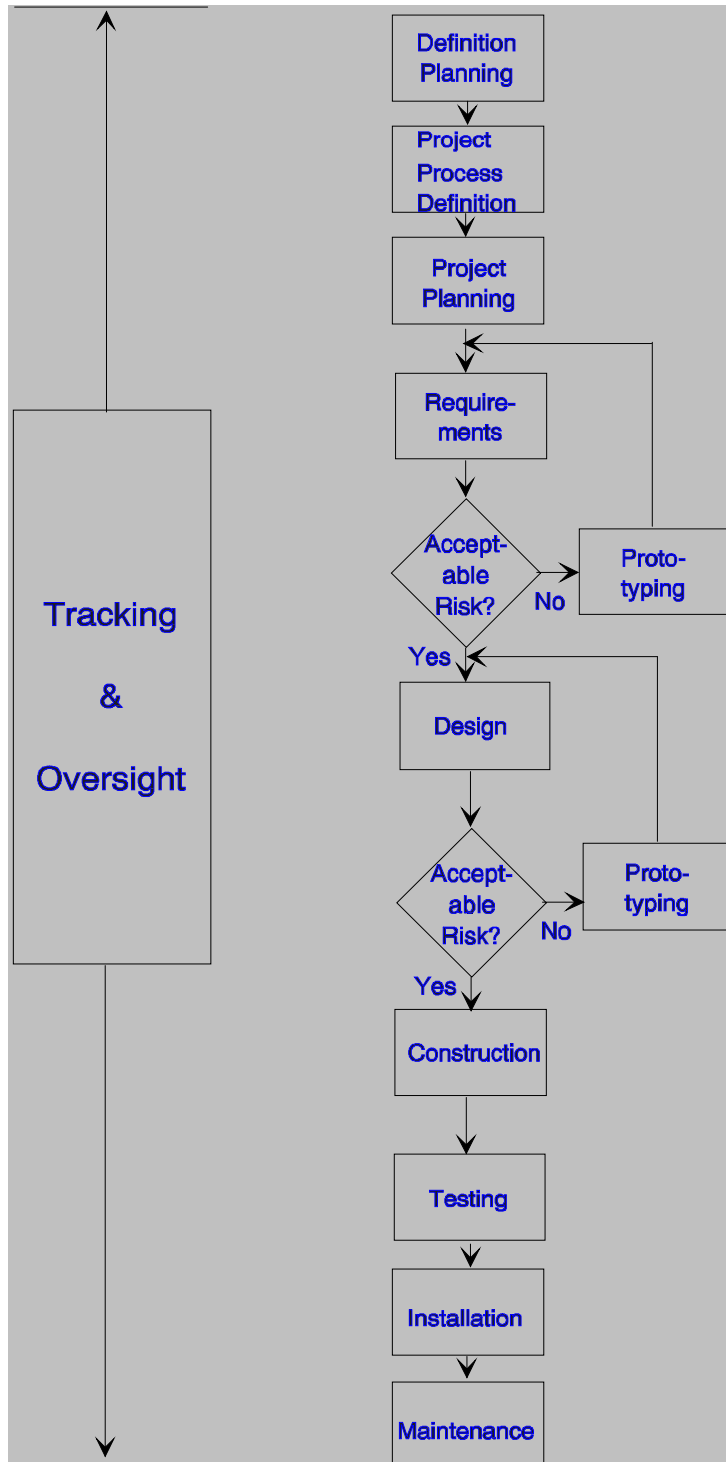 Definition
Planning
Project
Process
Definition
Project
Planning
Require-
ments
Accept-
able
Risk?
No
Proto-
typing
Yes
Tracking
&
Oversight
Design
Accept-
able
Risk?
No
Proto-
typing
Yes
Construction
Testing
Installation
Maintenance